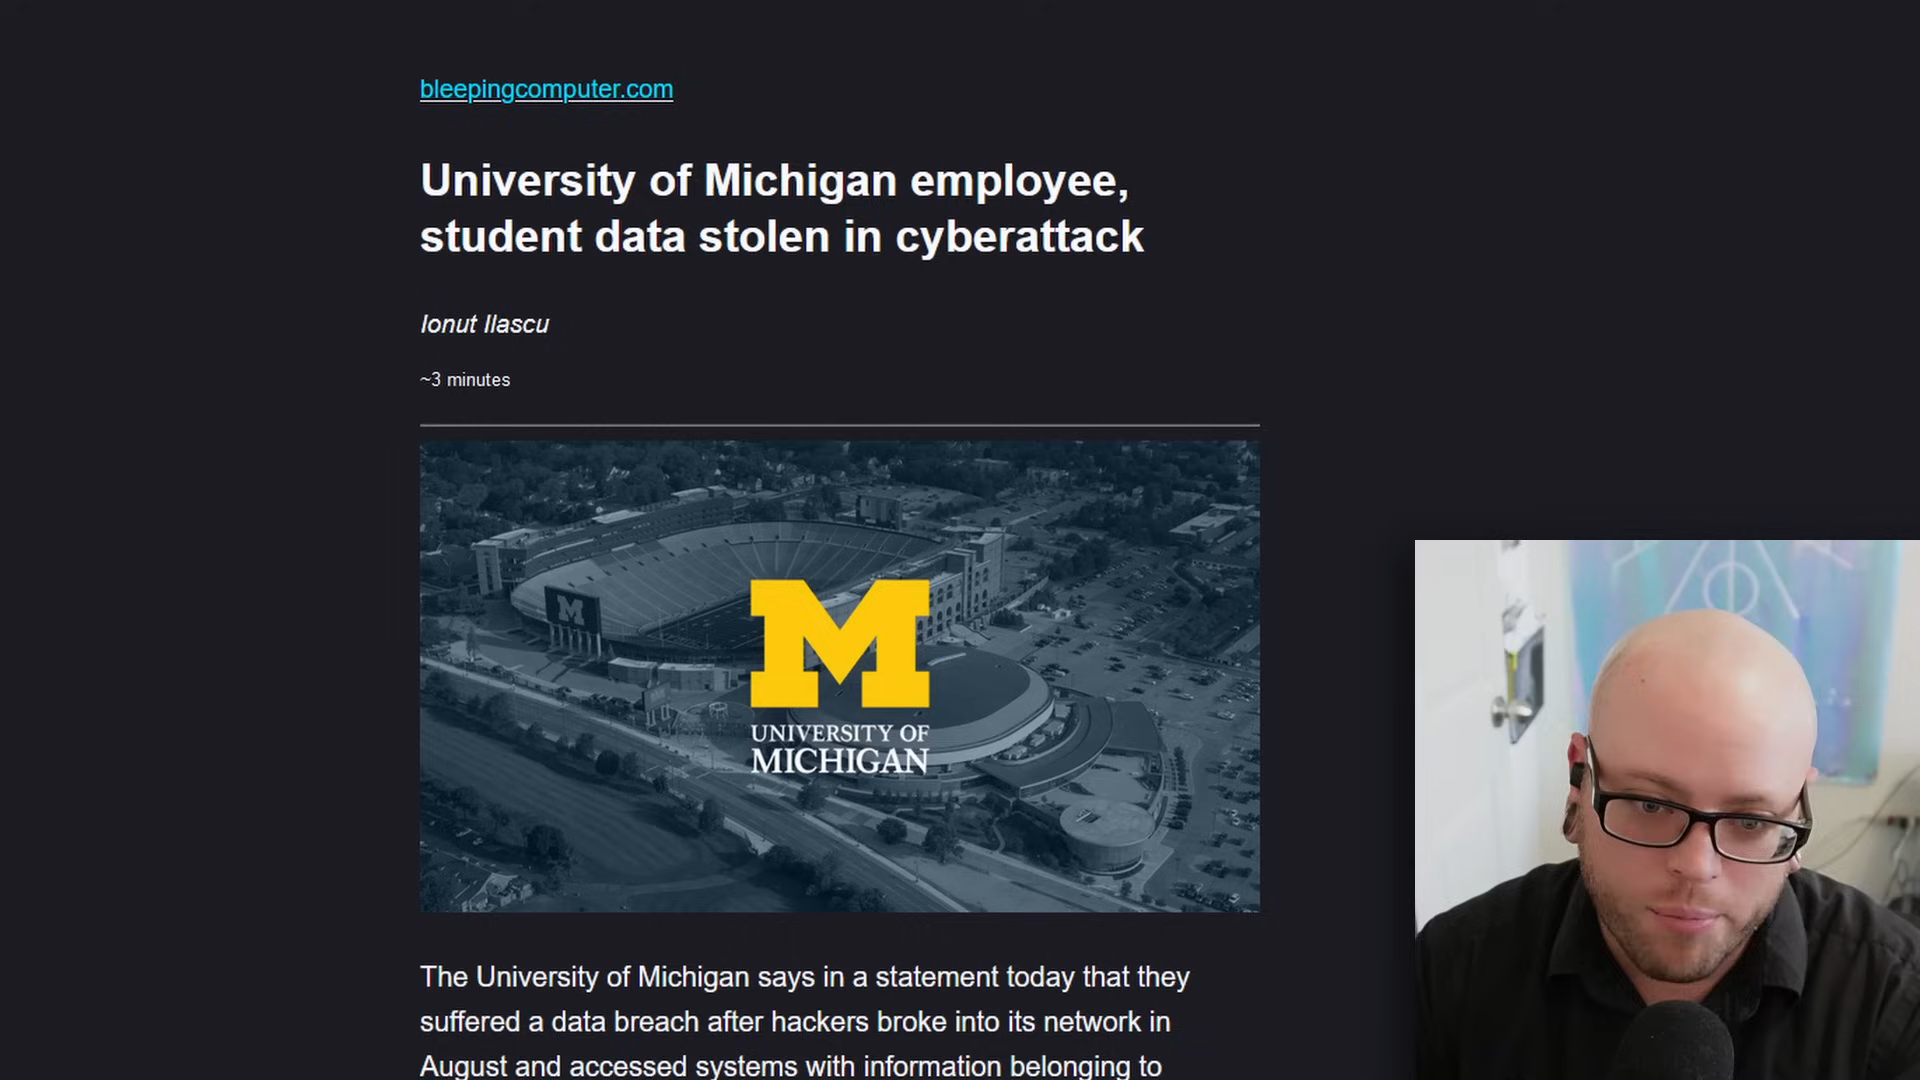 bleepingcomputer.com
University of Michigan employee,
student data stolen in cyberattack
Ionut Ilascu
~3 minutes
M
M
UNIVERSITY OF
MICHIGAN
The University of Michigan says in a statement today that they
suffered a data breach after hackers broke into its network in
August and accessed systems with information belonging to